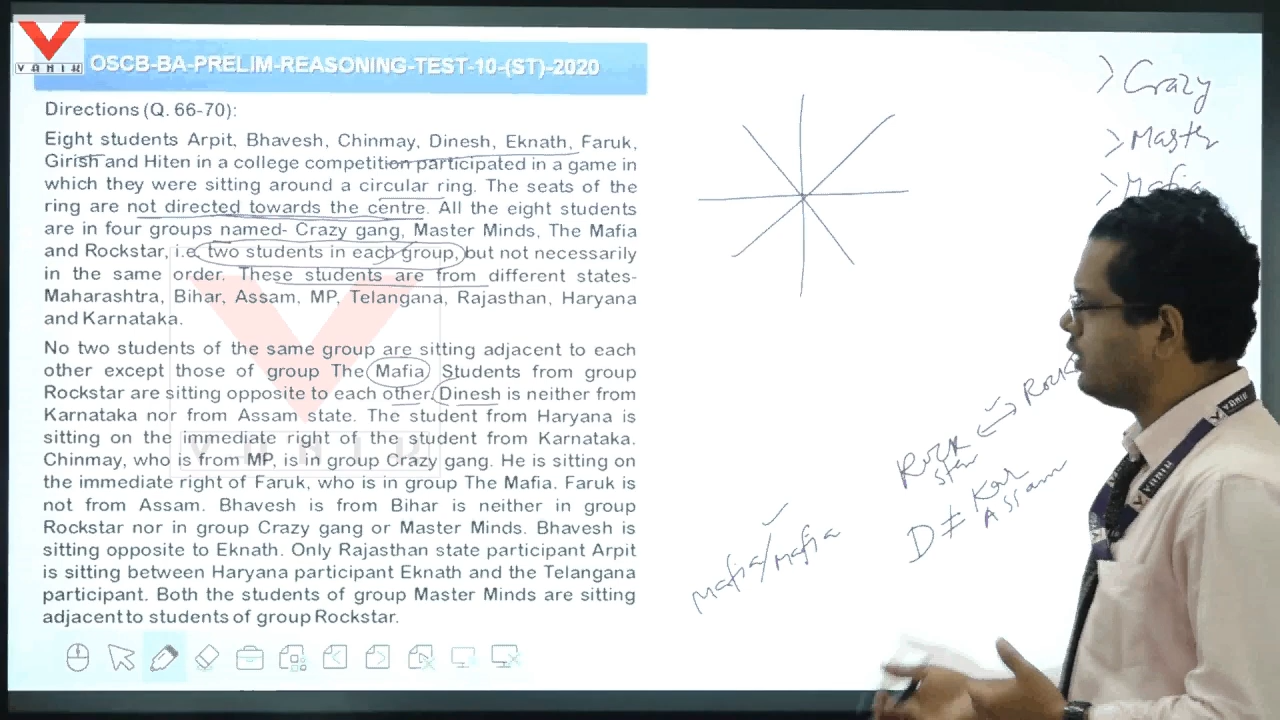 VANIK
OSCB-BA-PRELIM-REASONING-TEST-10-(ST)-2020
Directions (Q. 66-70):
Eight students Arpit, Bhavesh, Chinmay, Dinesh, Eknath, Faruk,
Girish and Hiten in a college competition participated in a game in
which they were sitting around a circular ring. The seats of the
ring are not directed towards the centre. All the eight students
are in four groups named- Crazy gang, Master Minds, The Mafia
and Rockstar, i.e. two students in each group, but not necessarily
in the same order. These students are from different states-
Maharashtra, Bihar, Assam, MP, Telangana, Rajasthan, Haryana
and Karnataka.
No two students of the same group are sitting adjacent to each
other except those of group The Mafia Students from group
Rockstar are sitting opposite to each other. Dinesh is neither from
Karnataka nor from Assam state. The student from Haryana is
sitting on the immediate right of the student from Karnataka.
Chinmay, who is from MP, is in group Crazy gang. He is sitting on
the immediate right of Faruk, who is in group The Mafia. Faruk is
not from Assam. Bhavesh is from Bihar is neither in group
Rockstar nor in group Crazy gang or Master Minds. Bhavesh is
sitting opposite to Eknath. Only Rajasthan state participant Arpit
is sitting between Haryana participant Eknath and the Telangana
participant. Both the students of group Master Minds are sitting
adjacent to students of group Rockstar.
VANIK
Crazy
Master
Mafia
Rock ↔ Rock
star
D ≠ Kar
Assam
Mafia/Mafia
VANIK
VANIK